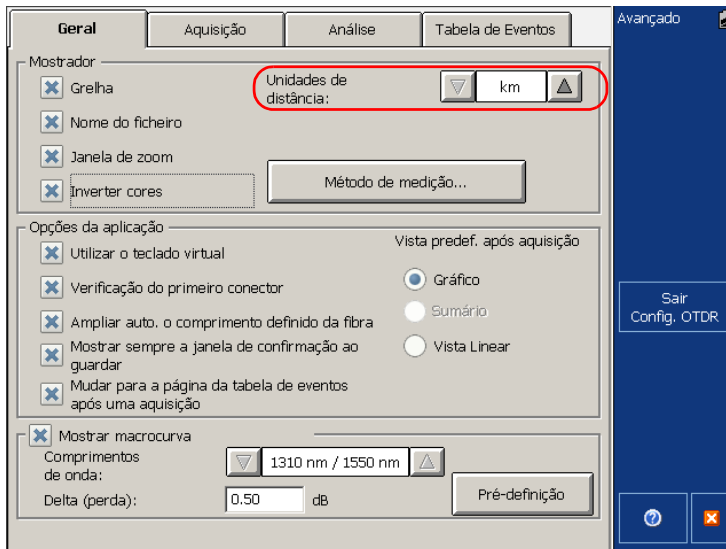 Geral
Aquisição
Análise
Tabela de Eventos
Avançado
Mostrador
Grelha
Unidades de
distância:
km
Nome do ficheiro
Janela de zoom
Inverter cores
Método de medição...
Opções da aplicação
Utilizar o teclado virtual
Verificação do primeiro conector
Ampliar auto. o comprimento definido da fibra
Mostrar sempre a janela de confirmação ao
guardar
Mudar para a página da tabela de eventos
após uma aquisição
Vista predef. após aquisição
Gráfico
Sumário
Vista Linear
Sair
Config. OTDR
Mostrar macrocurva
Comprimentos
de onda:
1310 nm / 1550 nm
Delta (perda):
0.50
dB
Pré-definição